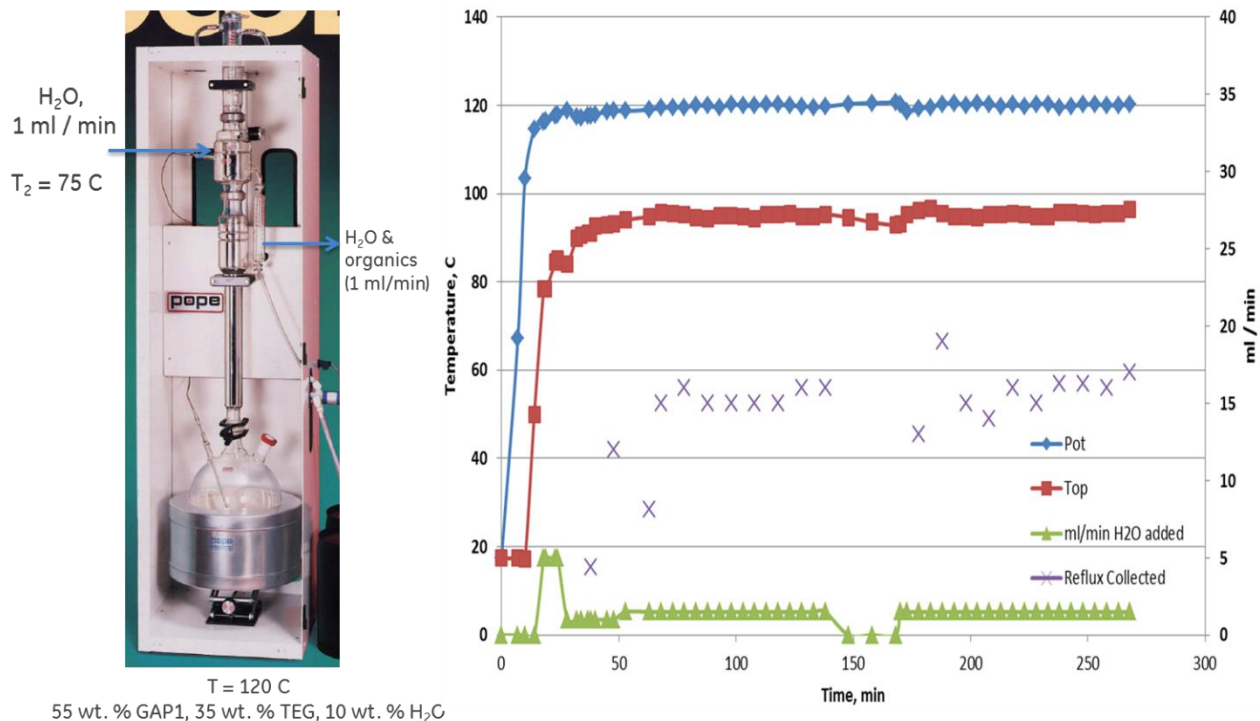 H₂O,
1 ml / min
T₂ = 75 C
H₂O &
organics
(1 ml/min)
pope
T = 120 C
55 wt. % GAP1, 35 wt. % TEG, 10 wt. % H₂O
140
120
100
80
60
40
20
0
Temperature, C
40
35
30
25
20
15
10
5
0
ml / min
Pot
Top
ml/min H2O added
Reflux Collected
0 50 100 150 200 250 300
Time, min